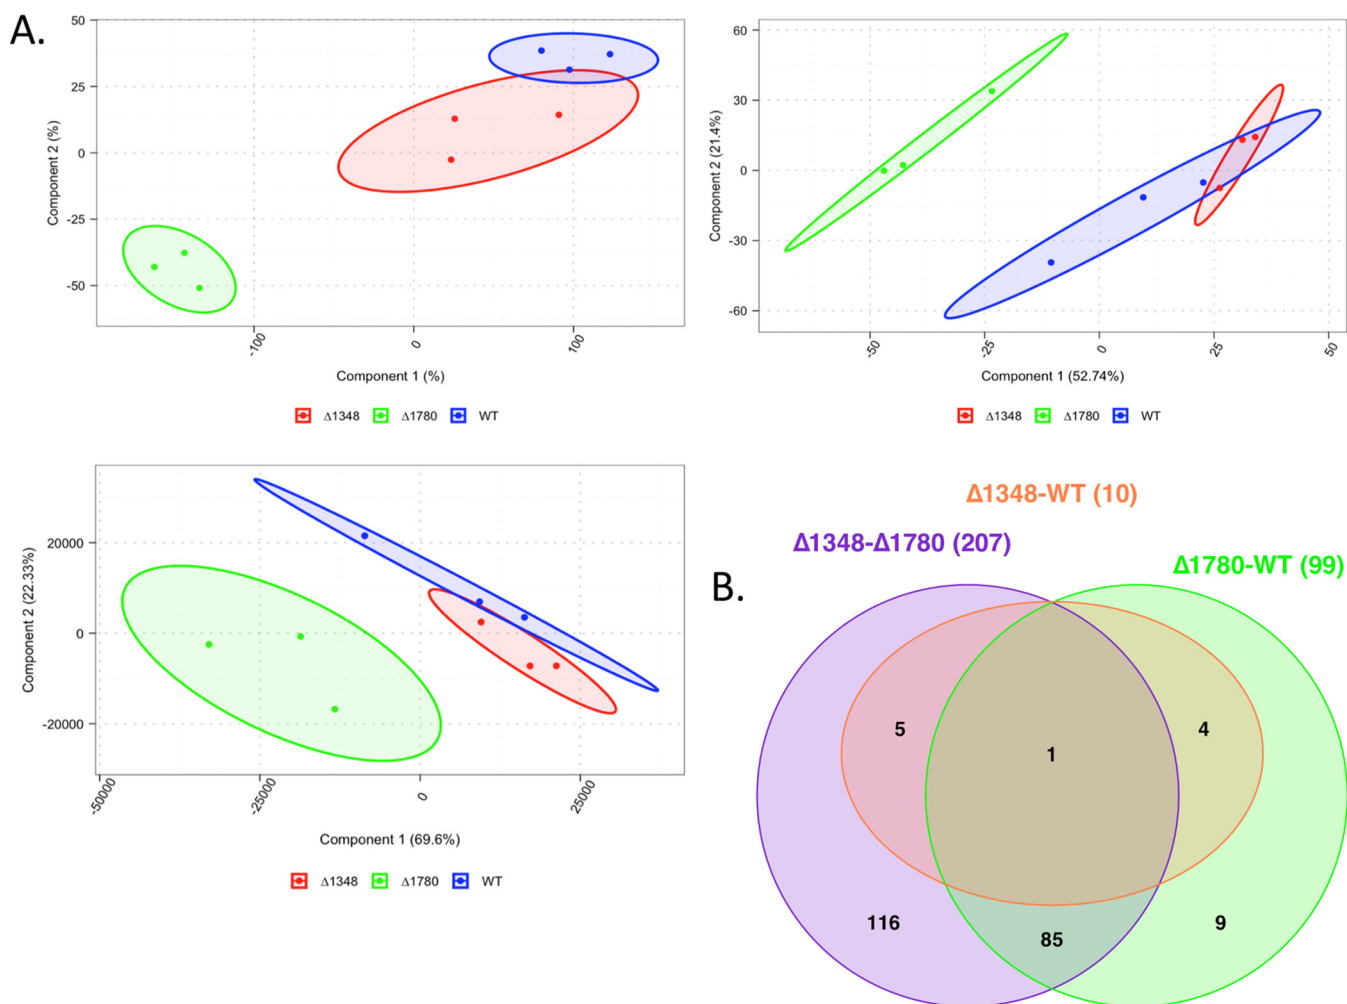 A.
50
25
0
-25
-50
Component 2 (%)
-100
0
100
Component 1 (%)
Δ1348 Δ1780 WT
60
30
0
-30
-60
Component 2 (21.4%)
-50
-25
0
25
50
Component 1 (52.74%)
Δ1348 Δ1780 WT
20000
0
-20000
Component 2 (22.33%)
-50000
-25000
0
25000
Component 1 (69.6%)
Δ1348 Δ1780 WT
B.
Δ1348-WT (10)
Δ1348-Δ1780 (207)
Δ1780-WT (99)
5
1
4
116
85
9